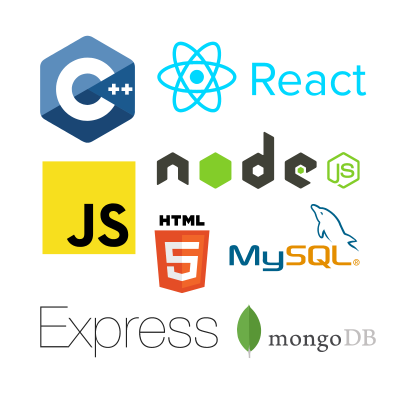 C++
React
node
JS
JS
HTML
5
MySQL®
Express
mongoDB